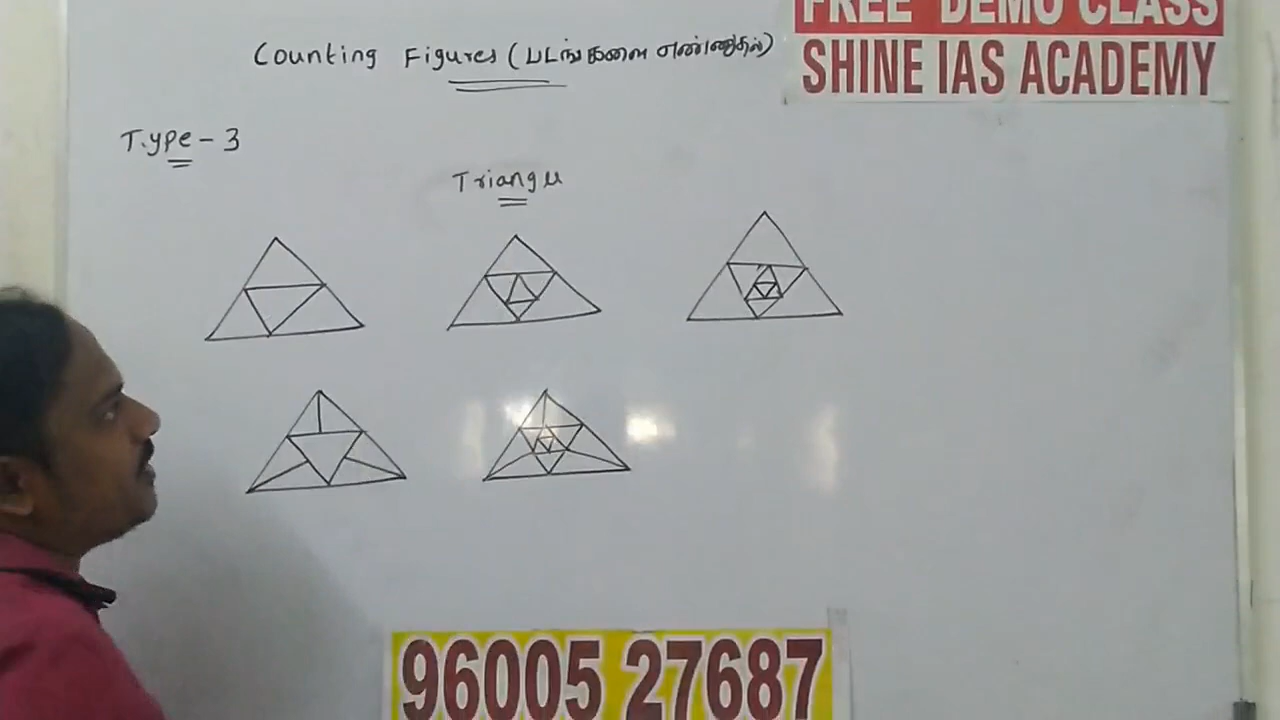 FREE DEMO CLASS
SHINE IAS ACADEMY
Counting Figures (படங்களை எண்ணுதல்)
Type - 3
Triangle
96005 27687